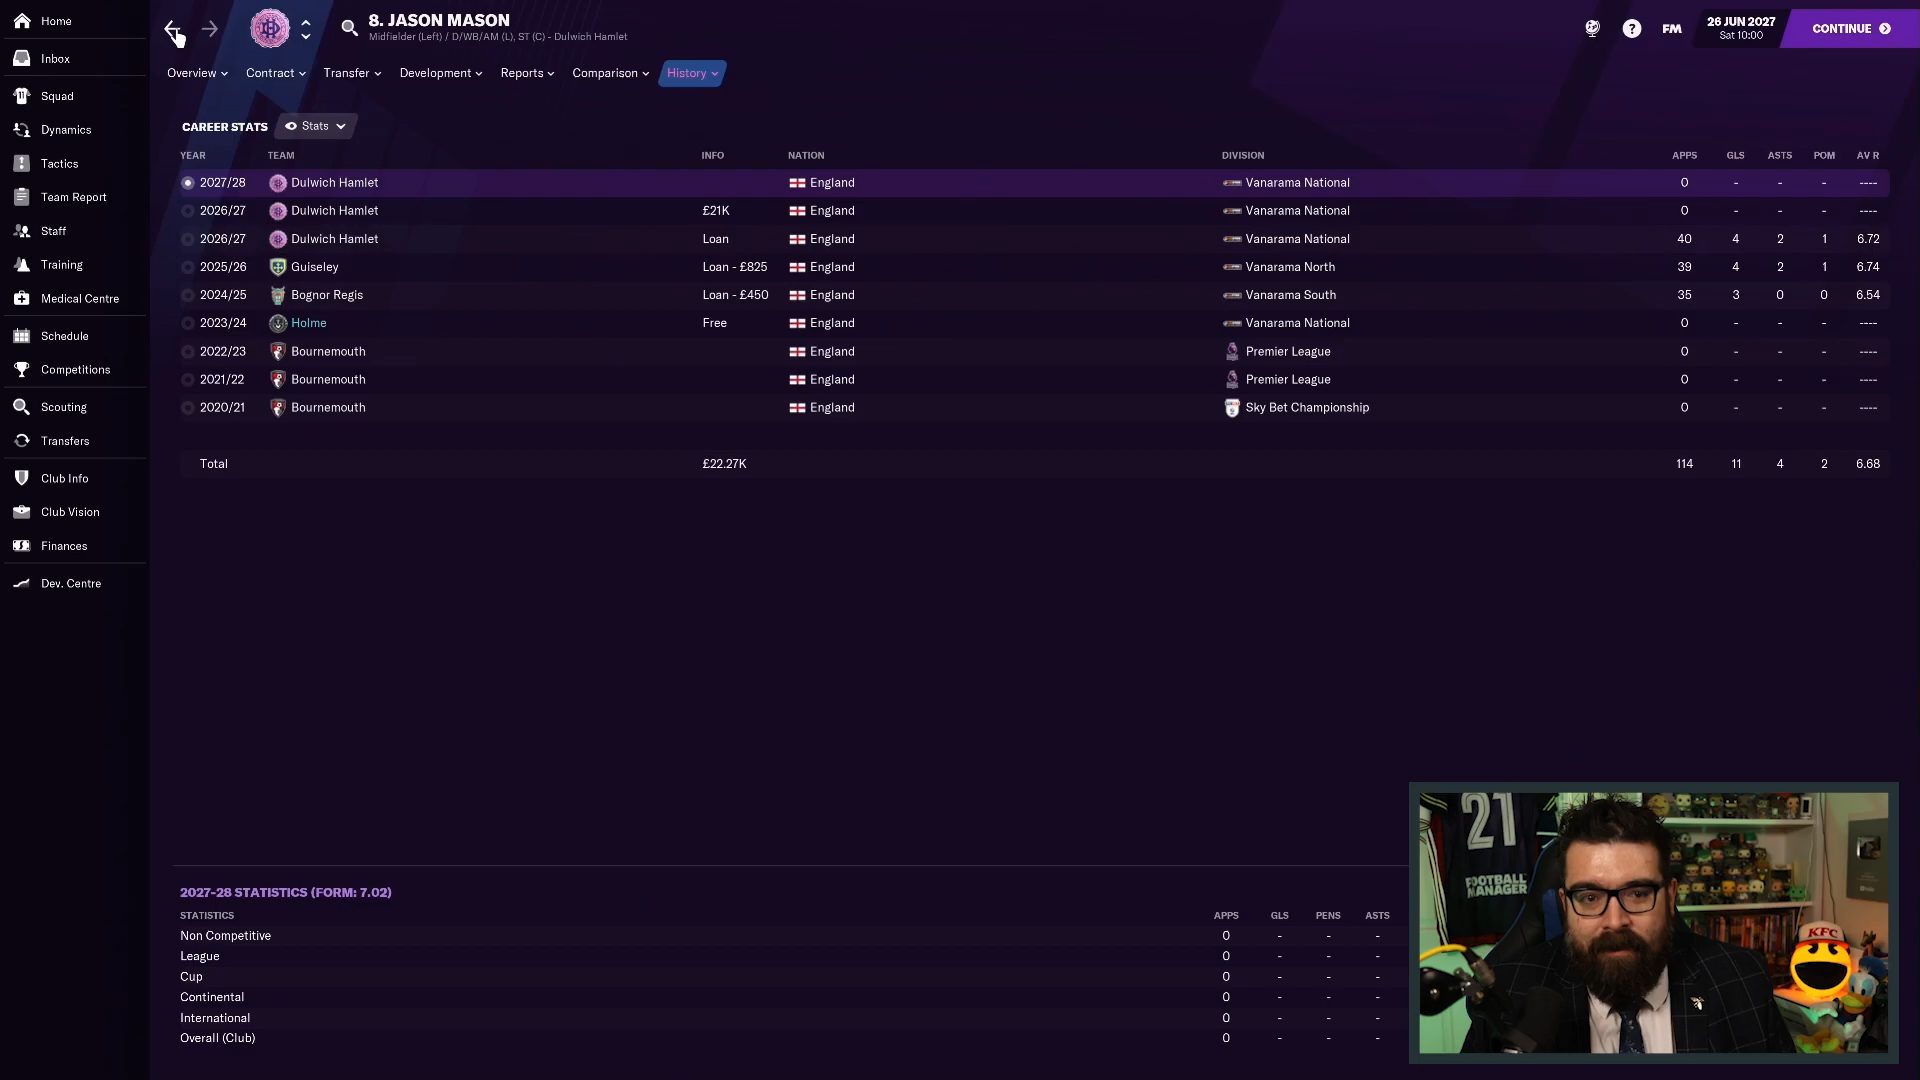 Home
Inbox
Squad
Dynamics
Tactics
Team Report
Staff
Training
Medical Centre
Schedule
Competitions
Scouting
Transfers
Club Info
Club Vision
Finances
Dev. Centre
8. JASON MASON
Midfielder (Left) / D/WB/AM (L), ST (C) - Dulwich Hamlet
? FM 26 JUN 2027 CONTINUE
Sat 10:00
Overview Contract Transfer Development Reports Comparison History
CAREER STATS Stats
YEAR TEAM INFO NATION DIVISION APPS GLS ASTS POM AV R
2027/28 Dulwich Hamlet England Vanarama National 0 - - - ----
2026/27 Dulwich Hamlet £21K England Vanarama National 0 - - - ----
2026/27 Dulwich Hamlet Loan England Vanarama National 40 4 2 1 6.72
2025/26 Guiseley Loan - £825 England Vanarama North 39 4 2 1 6.74
2024/25 Bognor Regis Loan - £450 England Vanarama South 35 3 0 0 6.54
2023/24 Holme Free England Vanarama National 0 - - - ----
2022/23 Bournemouth England Premier League 0 - - - ----
2021/22 Bournemouth England Premier League 0 - - - ----
2020/21 Bournemouth England Sky Bet Championship 0 - - - ----
Total £22.27K 114 11 4 2 6.68
2027-28 STATISTICS (FORM: 7.02)
STATISTICS APPS GLS PENS ASTS
Non Competitive 0 - - -
League 0 - - -
Cup 0 - - -
Continental 0 - - -
International 0 - - -
Overall (Club) 0 - - -
21
FOOTBALL
MANAGER
KFC